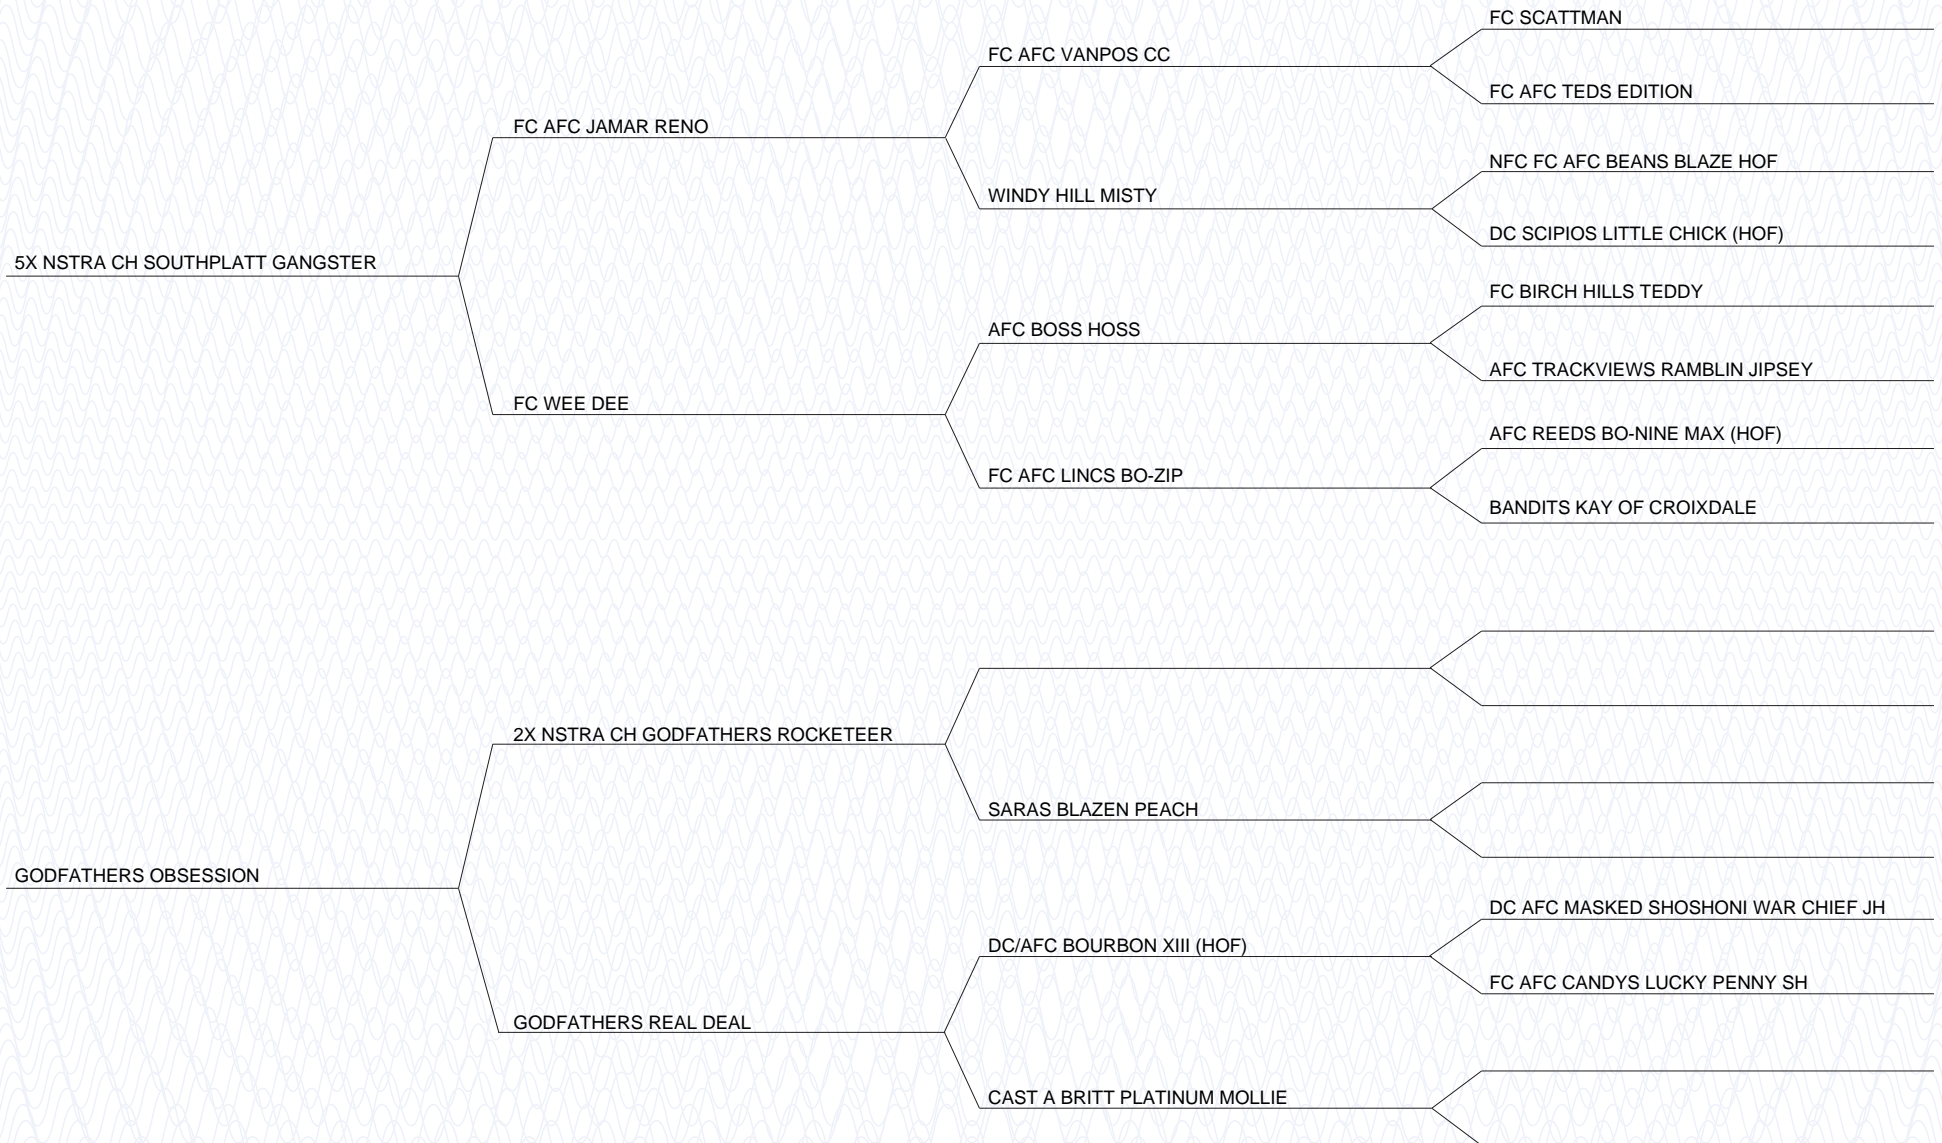 FC SCATTMAN
FC AFC VANPOS CC
FC AFC TEDS EDITION
FC AFC JAMAR RENO
NFC FC AFC BEANS BLAZE HOF
WINDY HILL MISTY
DC SCIPIOS LITTLE CHICK (HOF)
5X NSTRA CH SOUTHPLATT GANGSTER
FC BIRCH HILLS TEDDY
AFC BOSS HOSS
AFC TRACKVIEWS RAMBLIN JIPSEY
FC WEE DEE
AFC REEDS BO-NINE MAX (HOF)
FC AFC LINCS BO-ZIP
BANDITS KAY OF CROIXDALE
2X NSTRA CH GODFATHERS ROCKETEER
SARAS BLAZEN PEACH
GODFATHERS OBSESSION
DC AFC MASKED SHOSHONI WAR CHIEF JH
DC/AFC BOURBON XIII (HOF)
FC AFC CANDYS LUCKY PENNY SH
GODFATHERS REAL DEAL
CAST A BRITT PLATINUM MOLLIE